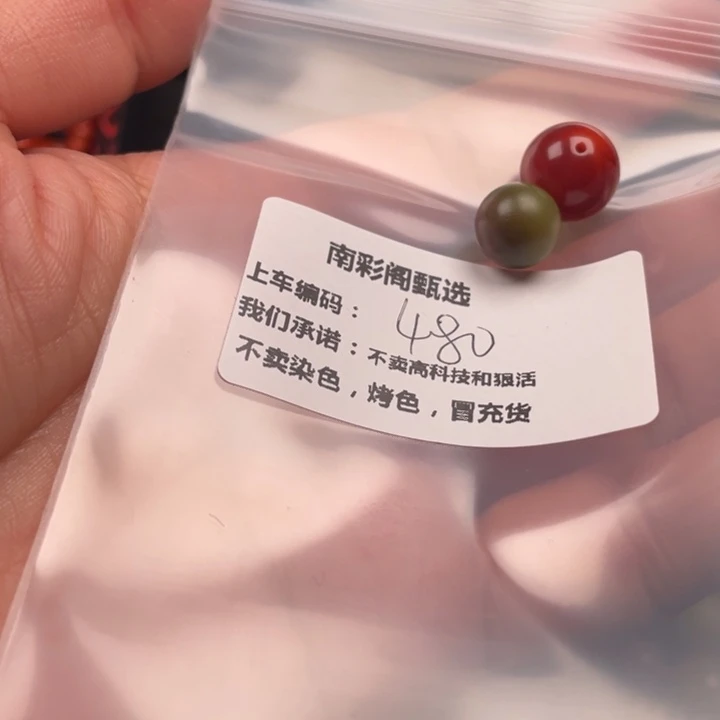 南彩阁甄选
上车编码：480
我们承诺：不卖高科技和狠活
不卖染色，烤色，冒充货